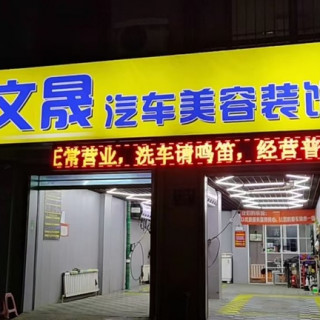 文晟 汽车美容装饰
正常营业，洗车请鸣笛，经营普